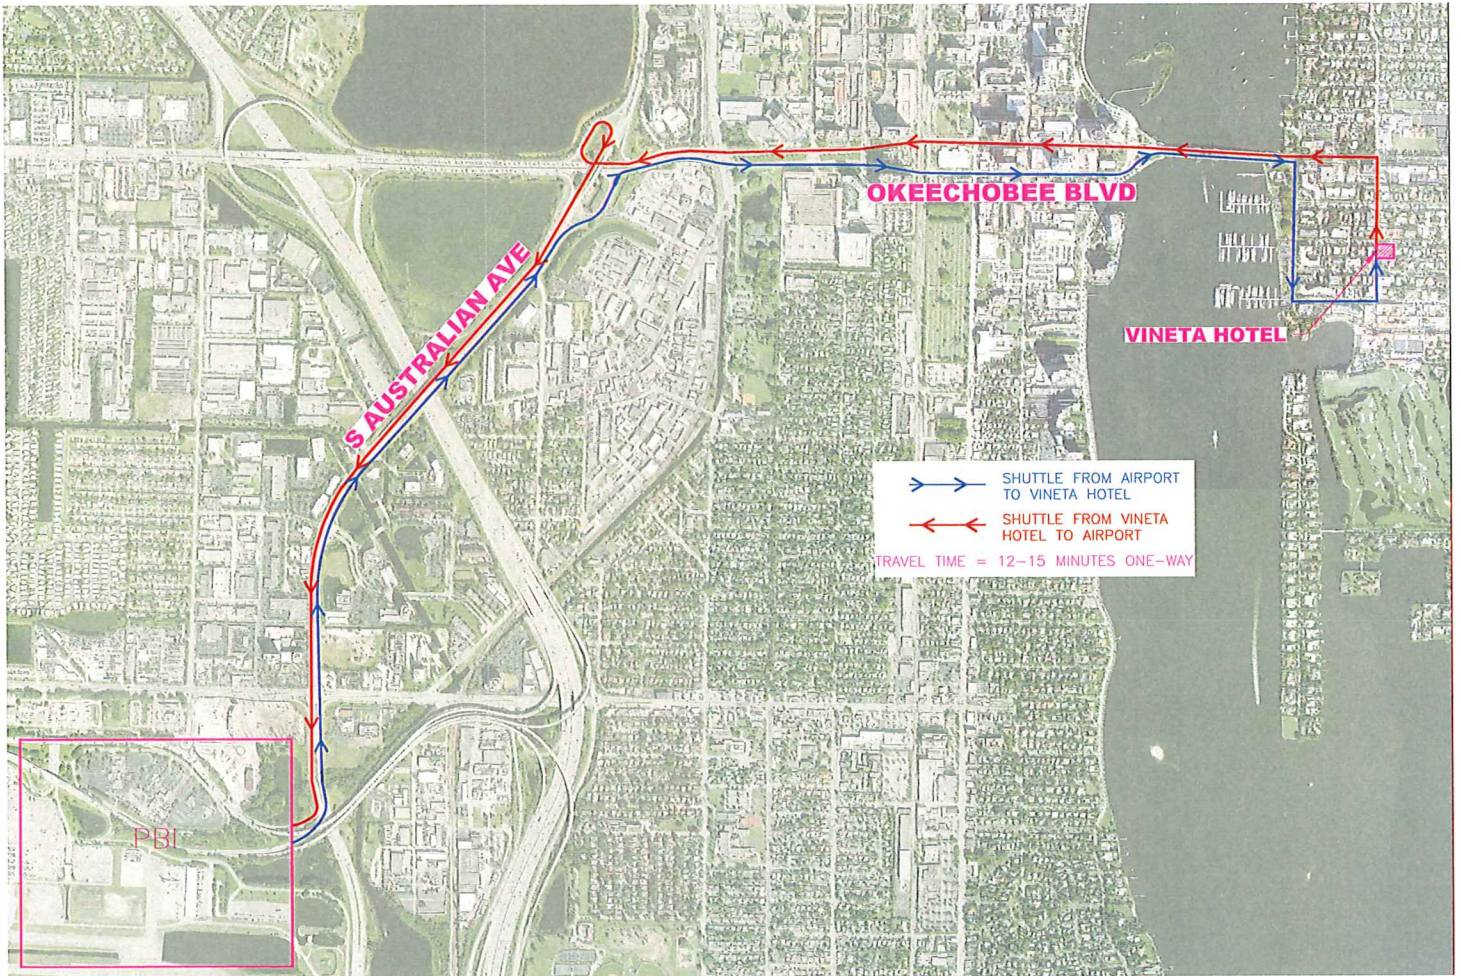 OKEECHOBEE BLVD
S AUSTRALIAN AVE
VINETA HOTEL
SHUTTLE FROM AIRPORT
TO VINETA HOTEL
SHUTTLE FROM VINETA
HOTEL TO AIRPORT
TRAVEL TIME = 12-15 MINUTES ONE-WAY
PBI